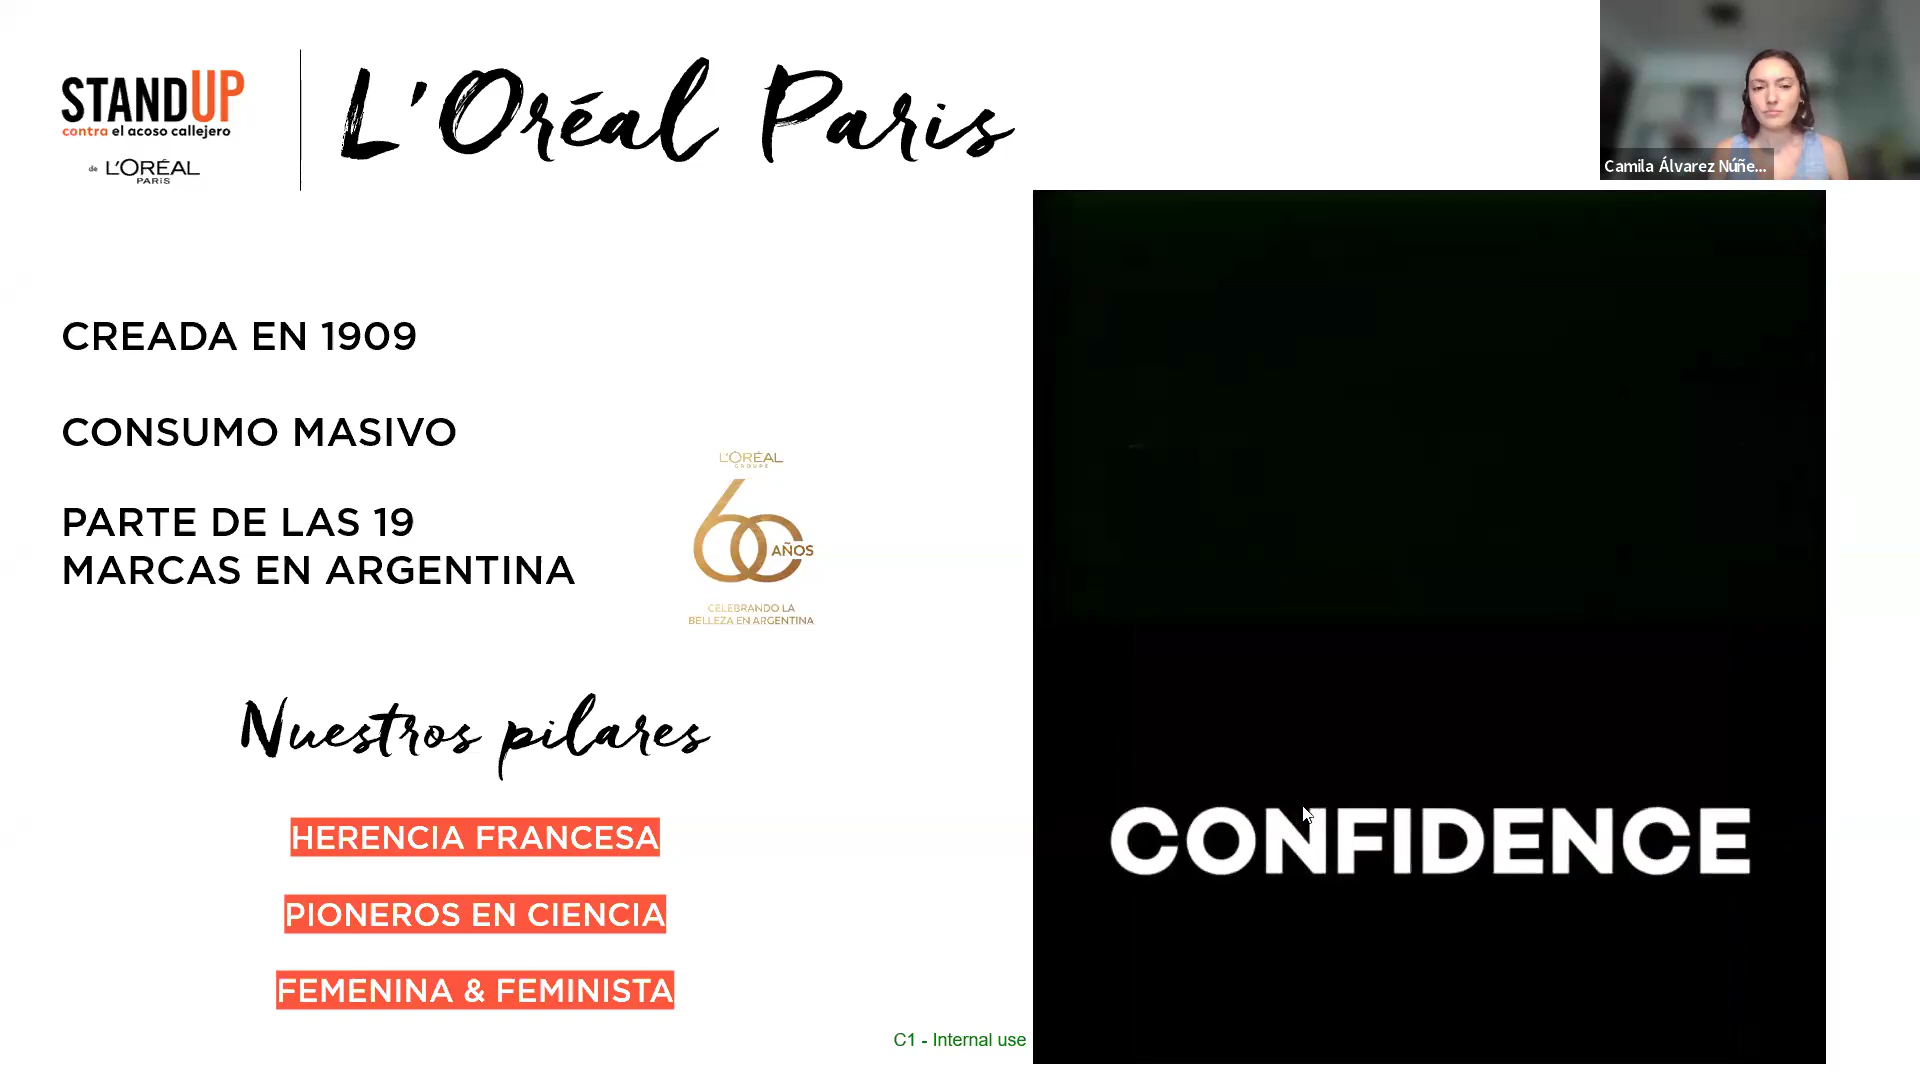 STANDUP
contra el acoso callejero
de L'ORÉAL
PARiS
L'Oréal Paris
Camila Álvarez Núñe...
CREADA EN 1909
CONSUMO MASIVO
PARTE DE LAS 19
MARCAS EN ARGENTINA
L'ORÉAL
GROUPE
60 AÑOS
CELEBRANDO LA
BELLEZA EN ARGENTINA
Nuestros pilares
HERENCIA FRANCESA
PIONEROS EN CIENCIA
FEMENINA & FEMINISTA
CONFIDENCE
C1 - Internal use